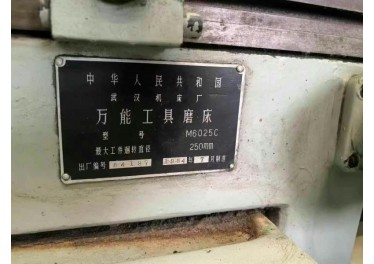 中华人民共和国
武汉机床厂
万能工具磨床
型号 M6025C
最大工件回转直径 250mm
出厂编号 年 月制造